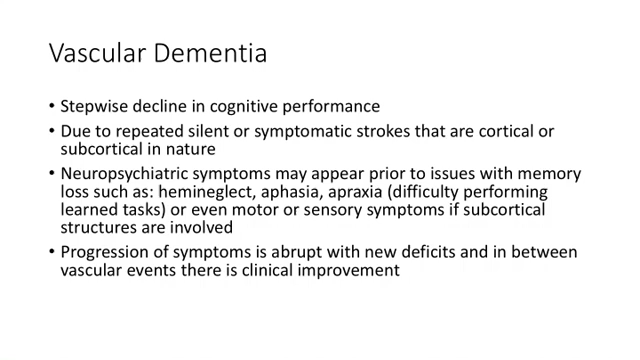 Vascular Dementia
• Stepwise decline in cognitive performance
• Due to repeated silent or symptomatic strokes that are cortical or
subcortical in nature
• Neuropsychiatric symptoms may appear prior to issues with memory
loss such as: hemineglect, aphasia, apraxia (difficulty performing
learned tasks) or even motor or sensory symptoms if subcortical
structures are involved
• Progression of symptoms is abrupt with new deficits and in between
vascular events there is clinical improvement